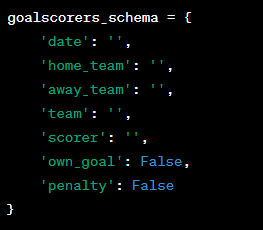 goalscorers_schema = {
    'date': '',
    'home_team': '',
    'away_team': '',
    'team': '',
    'scorer': '',
    'own_goal': False,
    'penalty': False
}